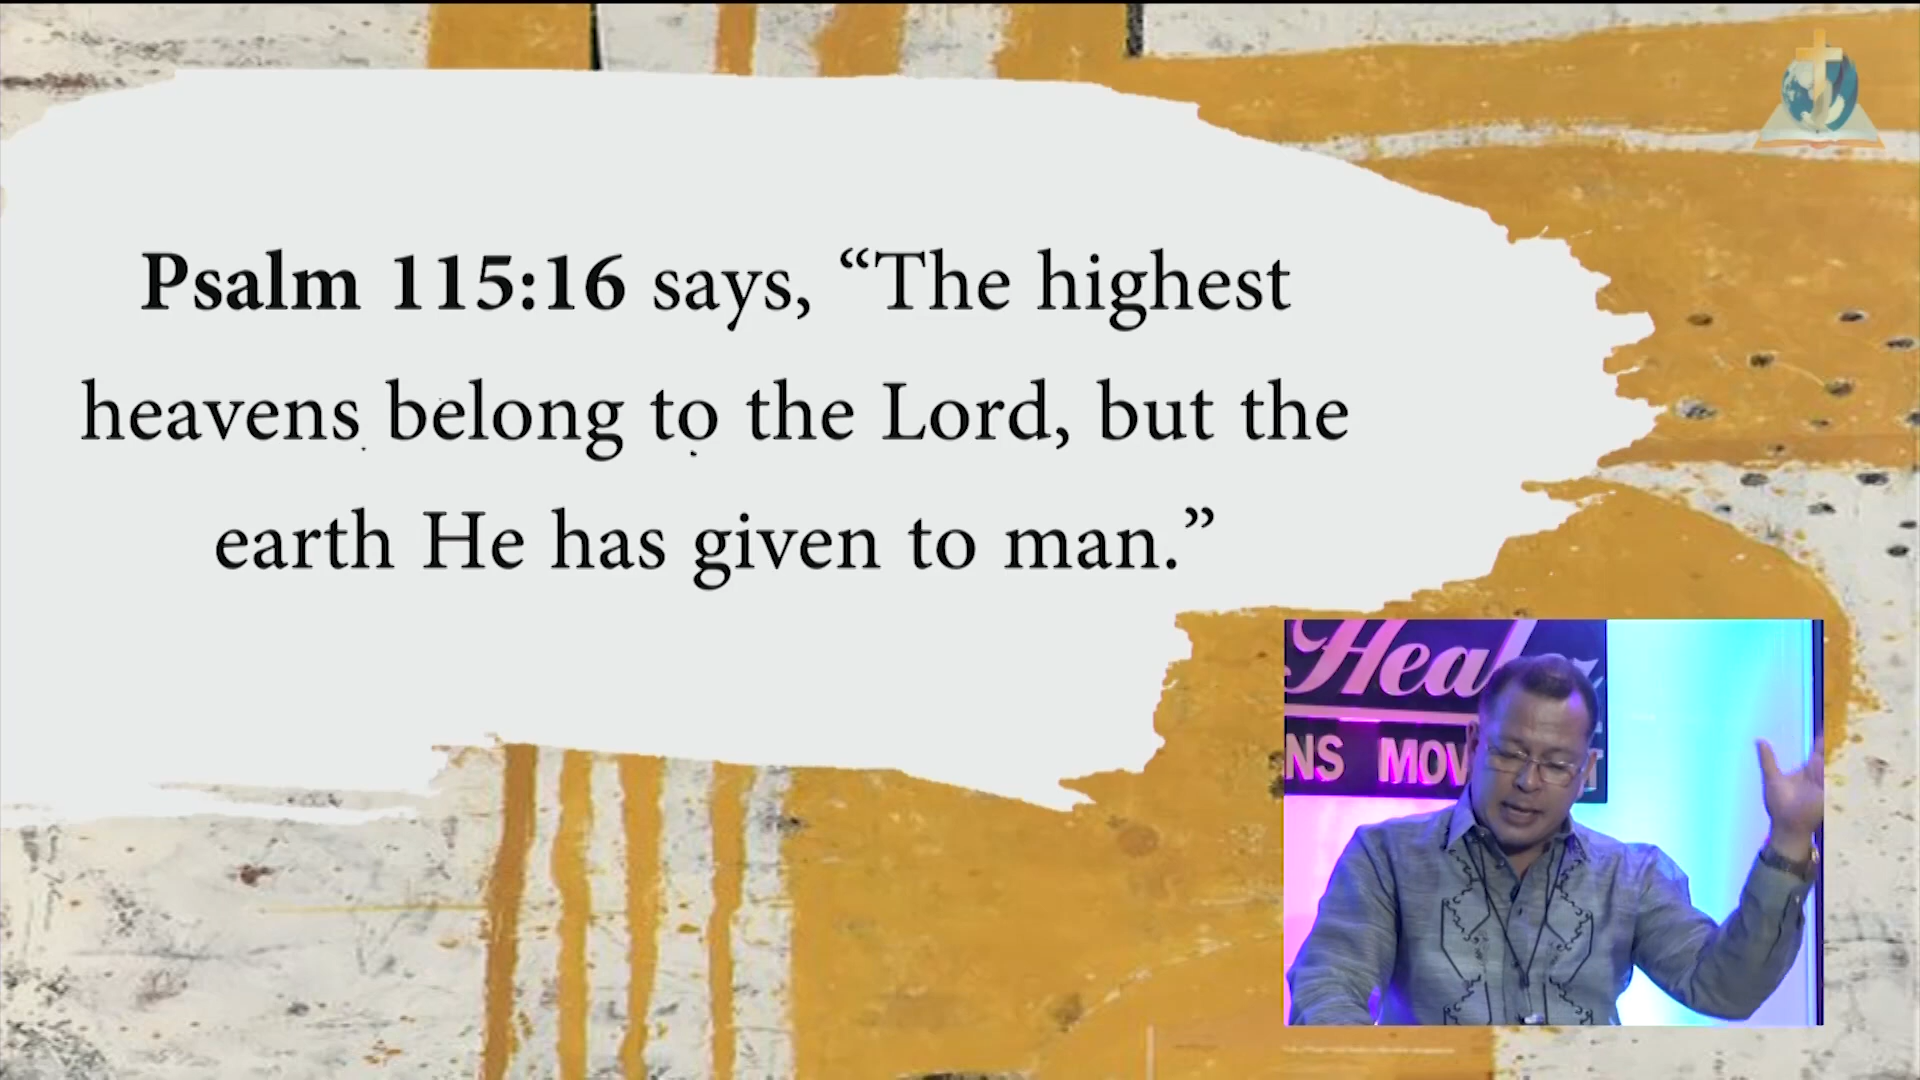 Psalm 115:16 says, “The highest
heavens belong to the Lord, but the
earth He has given to man.”
NS MOV